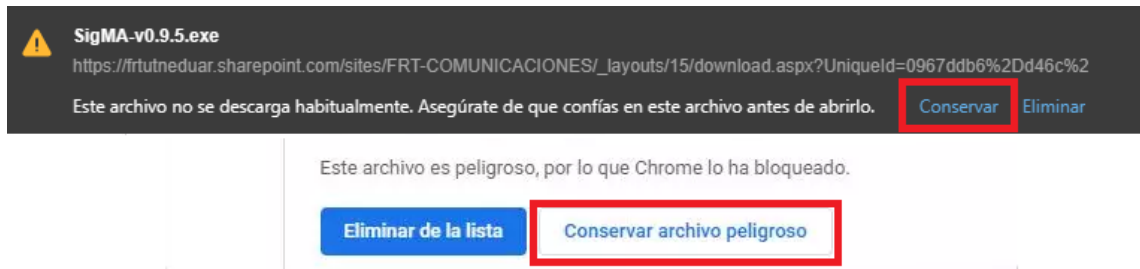 SigMA-v0.9.5.exe
https://frtutneduar.sharepoint.com/sites/FRT-COMUNICACIONES/_layouts/15/download.aspx?UniqueId=0967ddb6%2Dd46c%2
Este archivo no se descarga habitualmente. Asegúrate de que confías en este archivo antes de abrirlo. Conservar Eliminar
Este archivo es peligroso, por lo que Chrome lo ha bloqueado.
Eliminar de la lista Conservar archivo peligroso